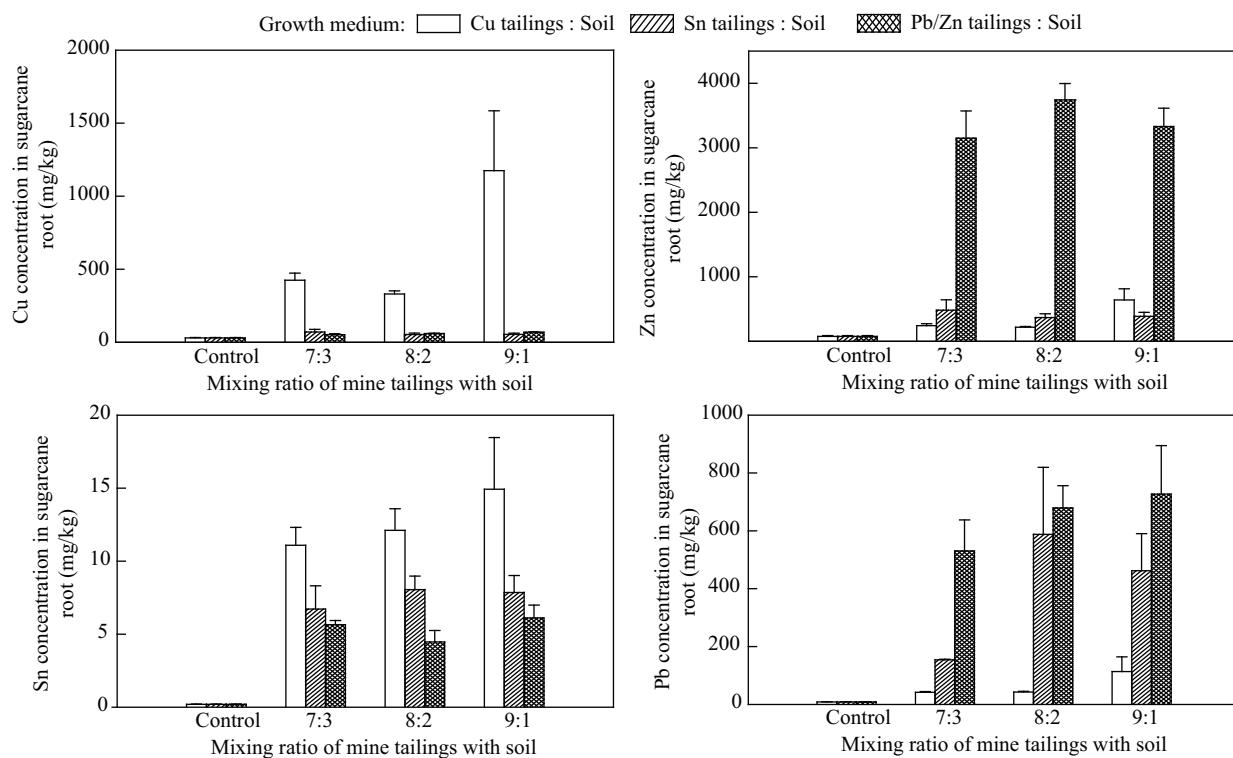 Growth medium: Cu tailings : Soil Sn tailings : Soil Pb/Zn tailings : Soil
Cu concentration in sugarcane
root (mg/kg)
2000
1500
1000
500
0
Control 7:3 8:2 9:1
Mixing ratio of mine tailings with soil
Zn concentration in sugarcane
root (mg/kg)
4000
3000
2000
1000
Control 7:3 8:2 9:1
Mixing ratio of mine tailings with soil
Sn concentration in sugarcane
root (mg/kg)
20
15
10
5
0
Control 7:3 8:2 9:1
Mixing ratio of mine tailings with soil
Pb concentration in sugarcane
root (mg/kg)
1000
800
600
400
200
0
Control 7:3 8:2 9:1
Mixing ratio of mine tailings with soil